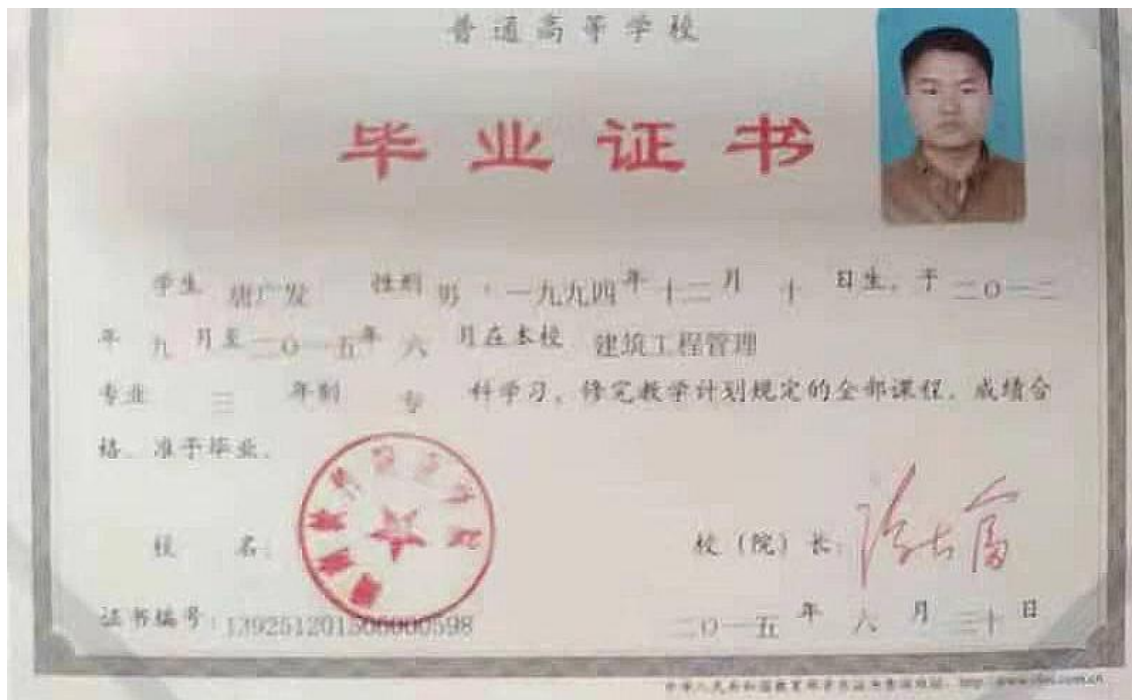 普通高等学校
毕业证书
学生 唐广发 性别 男 , 一九九四年 十二月 十 日生, 于 二〇一二
年 九 月至 二〇一五年 六 月在本校 建筑工程管理
专业 三 年制 专 科学习, 修完教学计划规定的全部课程, 成绩合
格, 准予毕业。
校 名: 校(院)长:
证书编号: 139251201506000598 二〇一五 年 六 月 三十 日